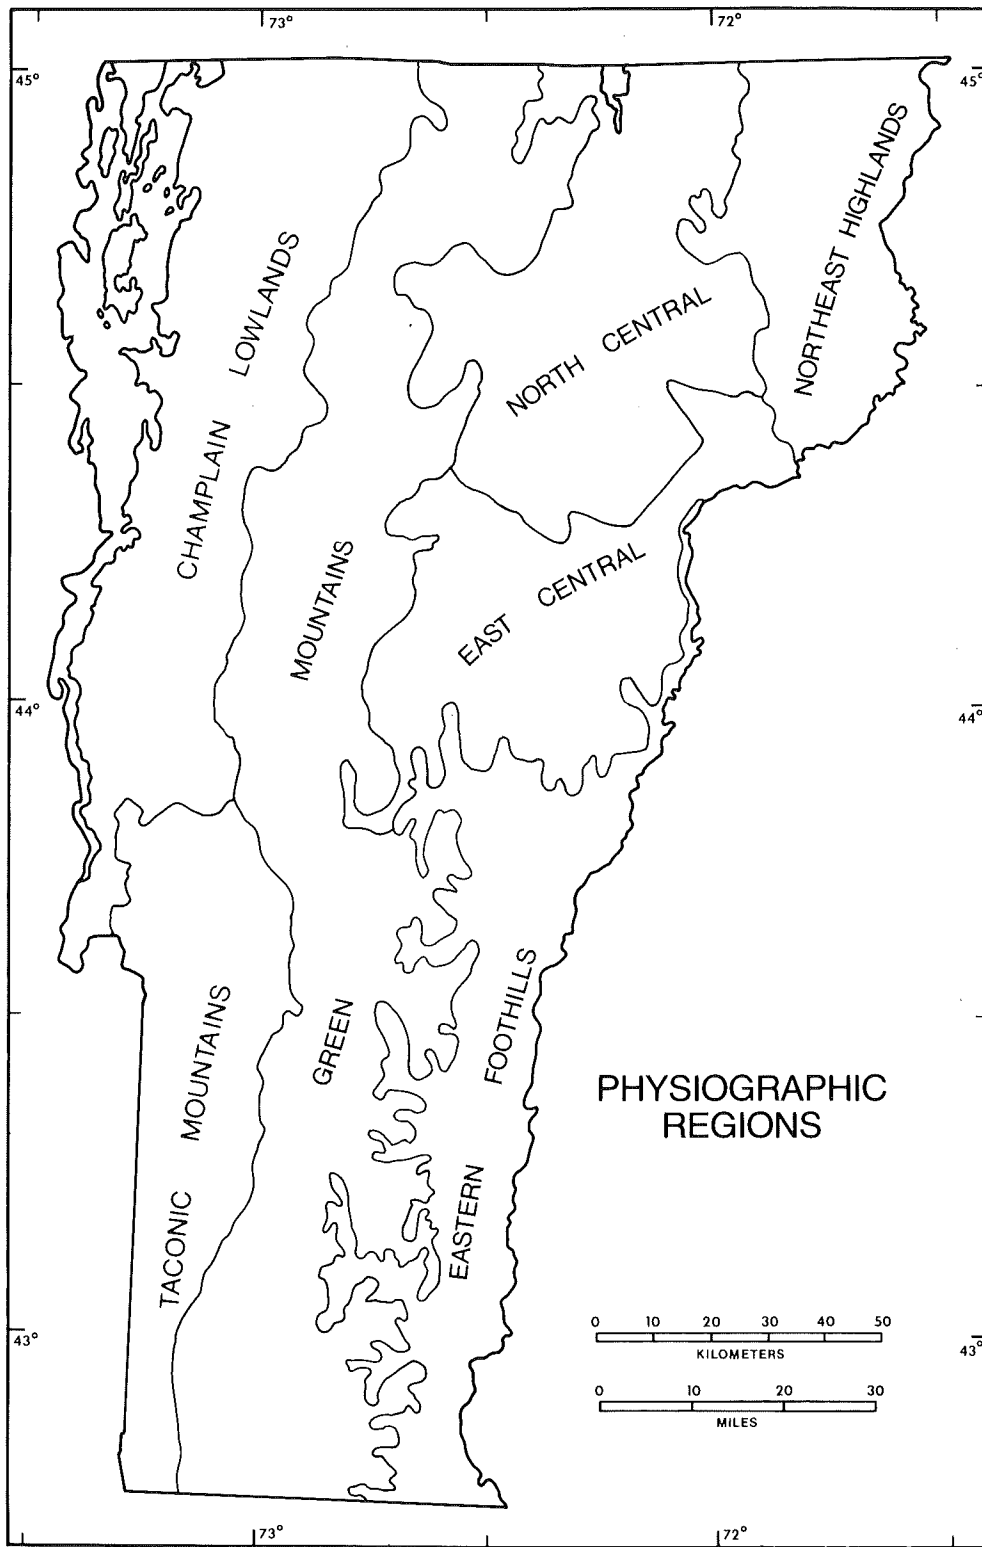 73°
72°
45°
45°
NORTHEAST HIGHLANDS
CHAMPLAIN LOWLANDS
NORTH CENTRAL
EAST CENTRAL
MOUNTAINS
44°
44°
GREEN
TACONIC MOUNTAINS
EASTERN FOOTHILLS
PHYSIOGRAPHIC
REGIONS
43°
43°
0 10 20 30 40 50
KILOMETERS
0 10 20 30
MILES
73°
72°